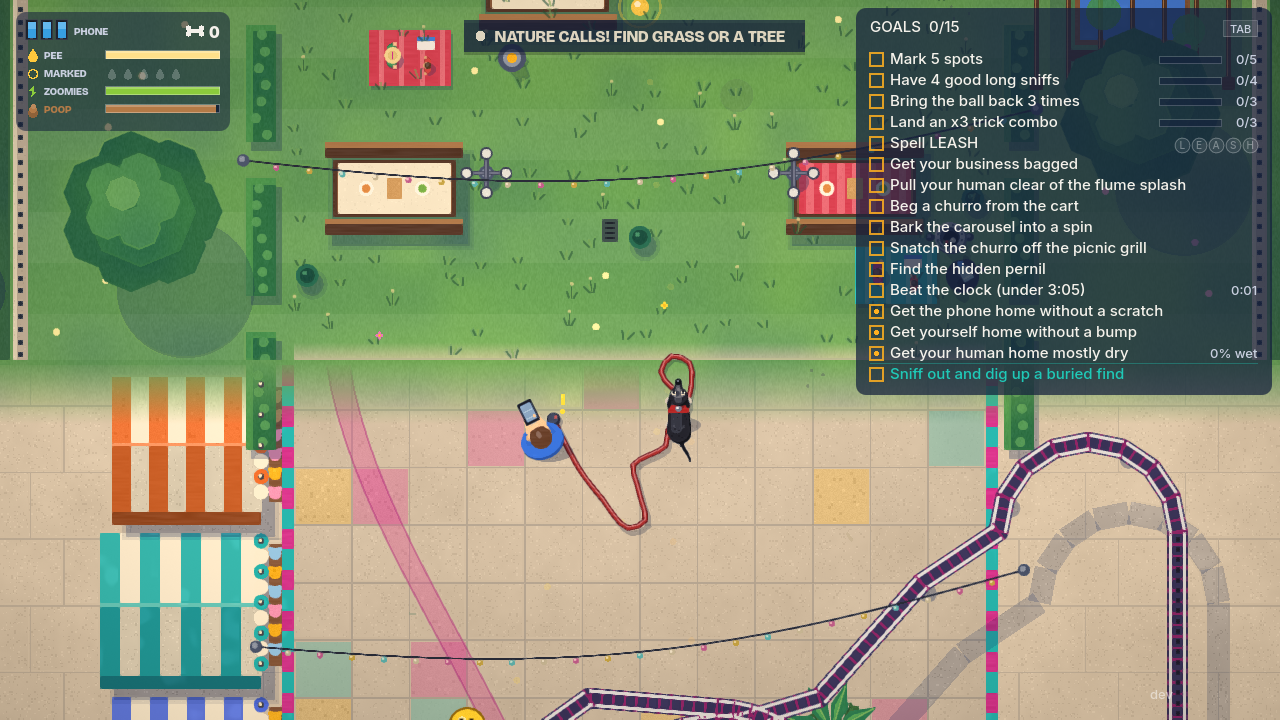 PHONE
0
PEE
MARKED
ZOOMIES
POOP
NATURE CALLS! FIND GRASS OR A TREE
GOALS 0/15
TAB
Mark 5 spots 0/5
Have 4 good long sniffs 0/4
Bring the ball back 3 times 0/3
Land an x3 trick combo 0/3
Spell LEASH LEASH
Get your business bagged
Pull your human clear of the flume splash
Beg a churro from the cart
Bark the carousel into a spin
Snatch the churro off the picnic grill
Find the hidden pernil
Beat the clock (under 3:05) 0:01
Get the phone home without a scratch
Get yourself home without a bump
Get your human home mostly dry 0% wet
Sniff out and dig up a buried find
!
dev